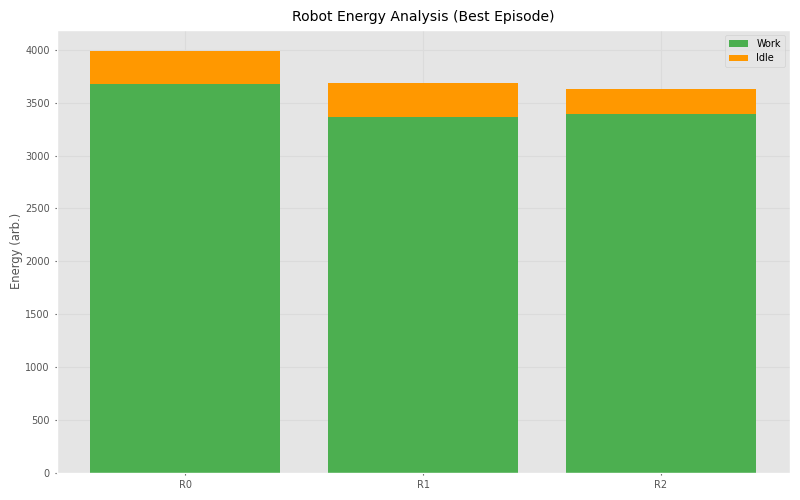 Robot Energy Analysis (Best Episode)
Work
Idle
Energy (arb.)
4000
3500
3000
2500
2000
1500
1000
500
0
R0 R1 R2